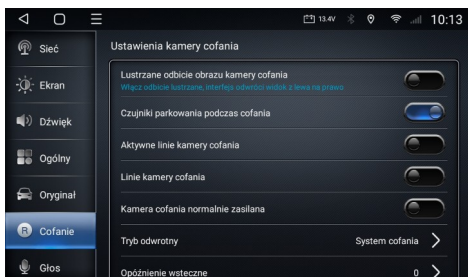 13.4V
10:13
Sieć
Ekran
Dźwięk
Ogólny
Oryginał
R Cofanie
Głos
Ustawienia kamery cofania
Lustrzane odbicie obrazu kamery cofania
Włącz odbicie lustrzane, interfejs odwróci widok z lewa na prawo
Czujniki parkowania podczas cofania
Aktywne linie kamery cofania
Linie kamery cofania
Kamera cofania normalnie zasilana
Tryb odwrotny System cofania
Opóźnienie wsteczne 0